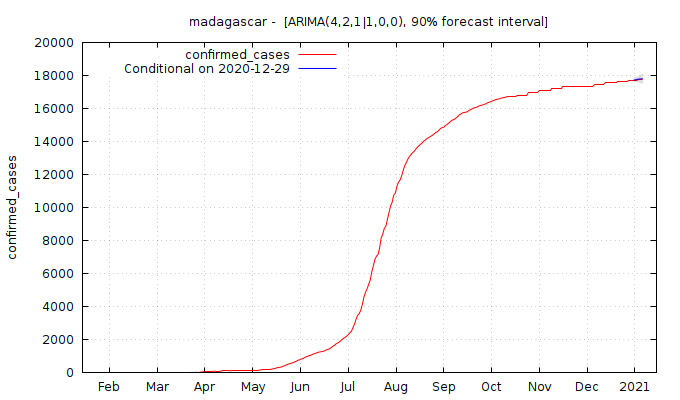 madagascar -  [ARIMA(4,2,1|1,0,0), 90% forecast interval]
confirmed_cases
Conditional on 2020-12-29
confirmed_cases
20000
18000
16000
14000
12000
10000
8000
6000
4000
2000
0
Feb Mar Apr May Jun Jul Aug Sep Oct Nov Dec 2021